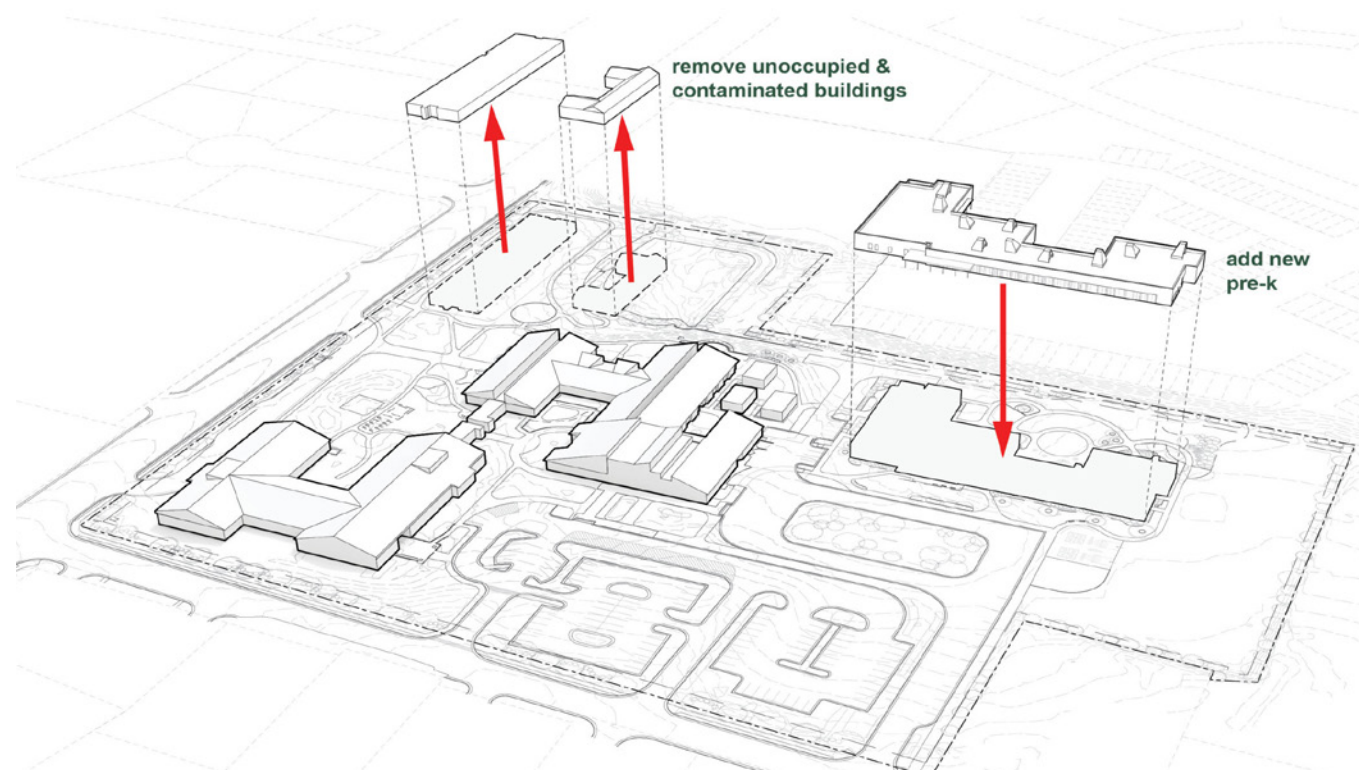 remove unoccupied &
contaminated buildings
add new
pre-k